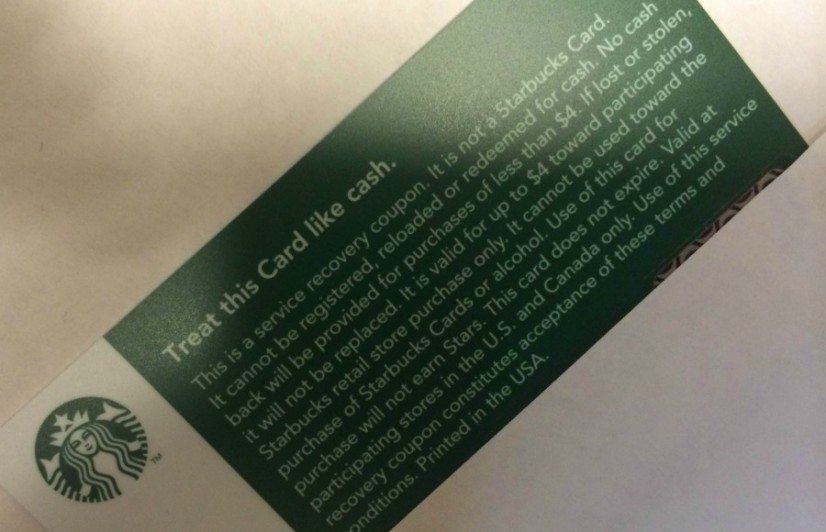 Treat this Card like cash.
This is a service recovery coupon. It is not a Starbucks Card.
It cannot be registered, reloaded or redeemed for cash. No cash
back will be provided for purchases of less than $4. If lost or stolen,
it will not be replaced. It is valid for up to $4 toward participating
Starbucks retail store purchase only. It cannot be used toward the
purchase of Starbucks Cards or alcohol. Use of this card for
purchase will not earn Stars. This card does not expire. Valid at
participating stores in the U.S. and Canada only. Use of this service
recovery coupon constitutes acceptance of these terms and
onditions. Printed in the USA.
TM